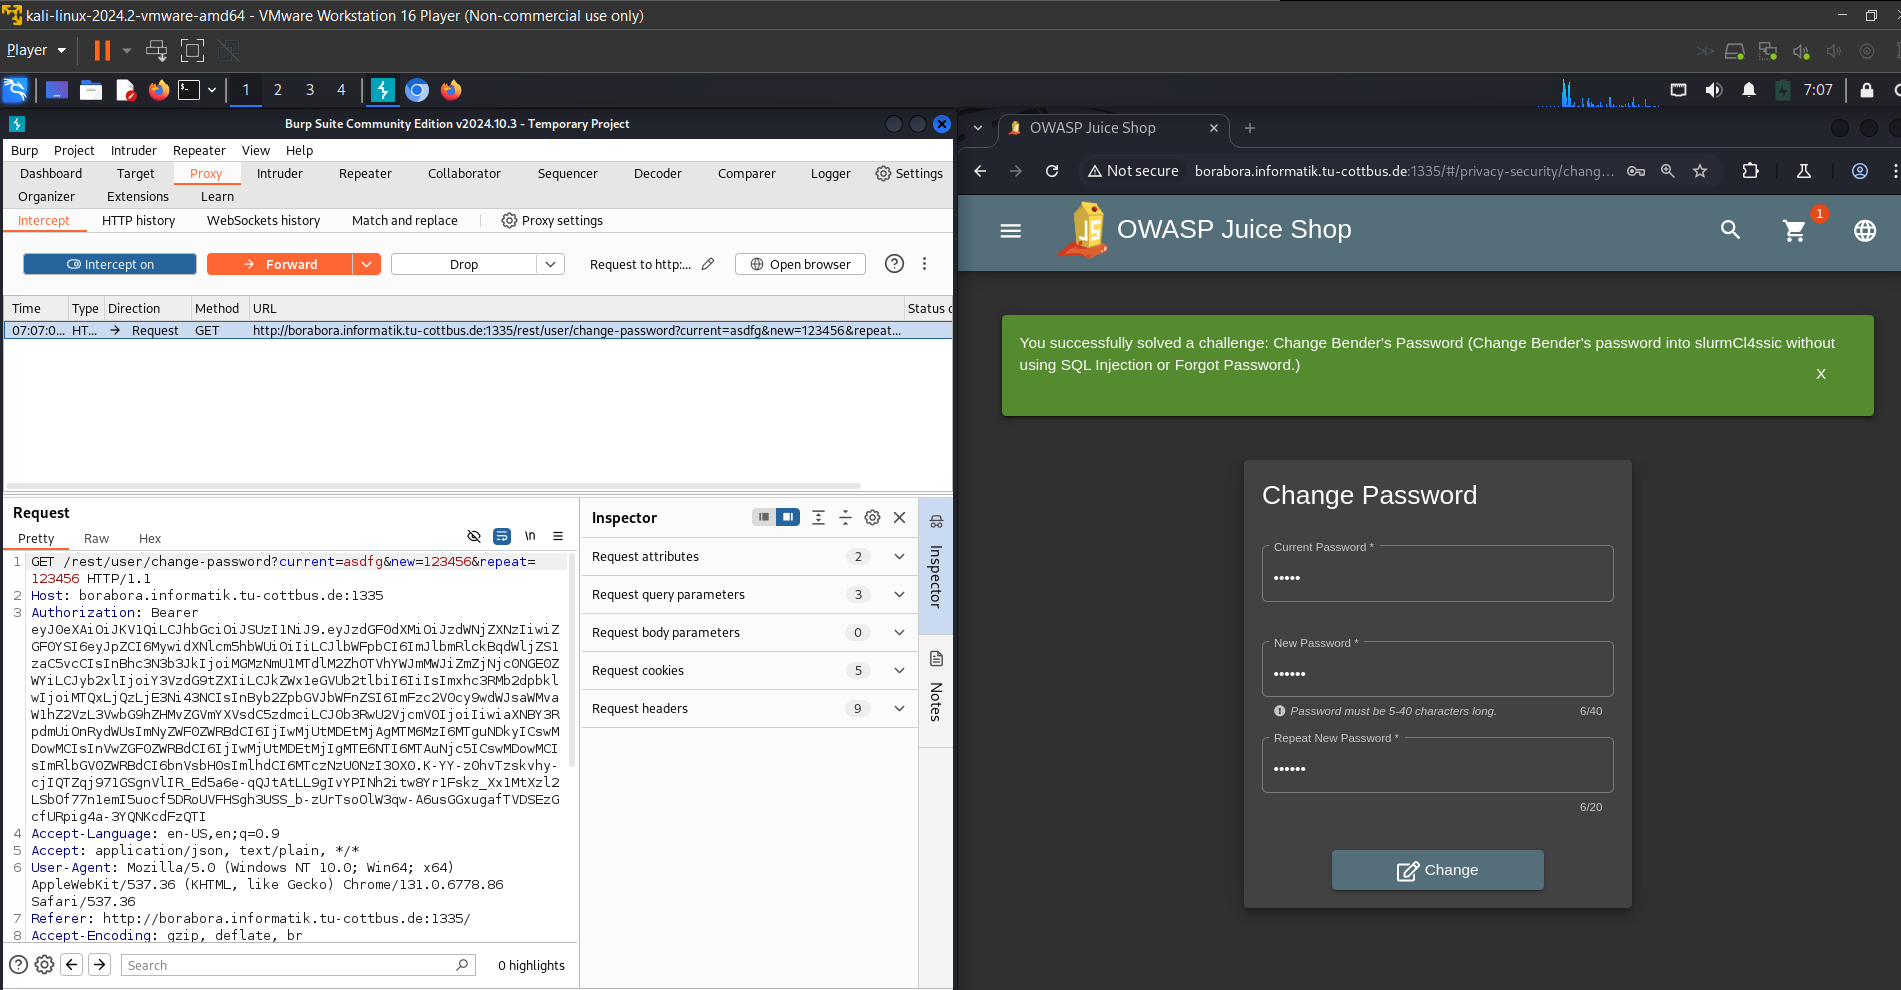 kali-linux-2024.2-vmware-amd64 - VMware Workstation 16 Player (Non-commercial use only)
Player
1 2 3 4
7:07
Burp Suite Community Edition v2024.10.3 - Temporary Project
Burp Project Intruder Repeater View Help
Dashboard Target Proxy Intruder Repeater Collaborator Sequencer Decoder Comparer Logger Settings
Organizer Extensions Learn
Intercept HTTP history WebSockets history Match and replace Proxy settings
Intercept on Forward Drop Request to http:... Open browser
Time Type Direction Method URL Status c
07:07:0... HT... Request GET http://borabora.informatik.tu-cottbus.de:1335/rest/user/change-password?current=asdfg&new=123456&repeat...
Request
Pretty Raw Hex \n
1 GET /rest/user/change-password?current=asdfg&new=123456&repeat=
123456 HTTP/1.1
2 Host: borabora.informatik.tu-cottbus.de:1335
3 Authorization: Bearer
4 Accept-Language: en-US,en;q=0.9
5 Accept: application/json, text/plain, */*
6 User-Agent: Mozilla/5.0 (Windows NT 10.0; Win64; x64)
AppleWebKit/537.36 (KHTML, like Gecko) Chrome/131.0.6778.86
Safari/537.36
7 Referer: http://borabora.informatik.tu-cottbus.de:1335/
8 Accept-Encoding: gzip, deflate, br
Search 0 highlights
Inspector
Request attributes 2
Request query parameters 3
Request body parameters 0
Request cookies 5
Request headers 9
Inspector
Notes
OWASP Juice Shop
Not secure borabora.informatik.tu-cottbus.de:1335/#/privacy-security/chang...
OWASP Juice Shop
1
You successfully solved a challenge: Change Bender's Password (Change Bender's password into slurmCl4ssic without
using SQL Injection or Forgot Password.)
X
Change Password
Current Password *
•••••
New Password *
••••••
Password must be 5-40 characters long. 6/40
Repeat New Password *
••••••
6/20
Change